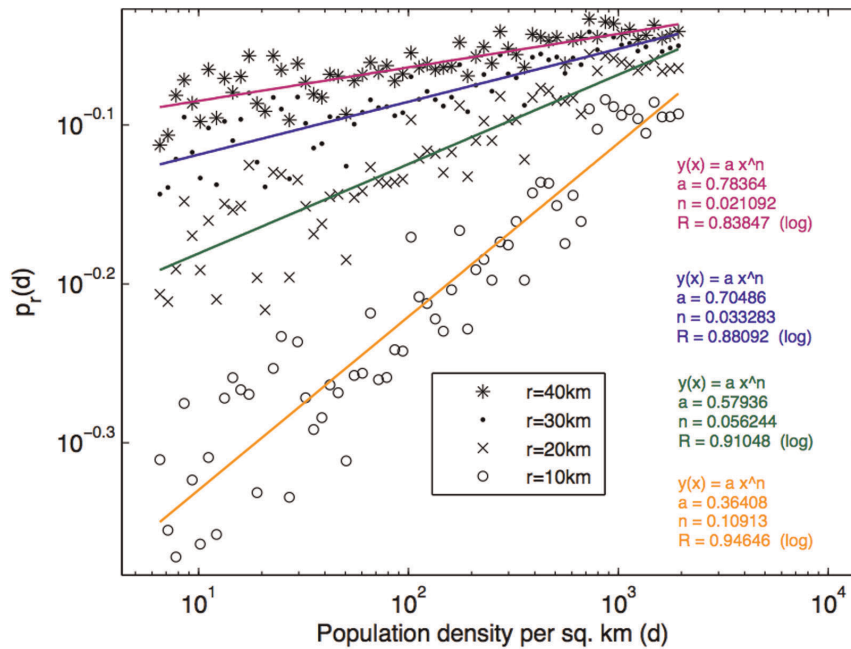 10^−0.1
10^−0.2
10^−0.3
p_r(d)
y(x) = a x^n
a = 0.78364
n = 0.021092
R = 0.83847 (log)
y(x) = a x^n
a = 0.70486
n = 0.033283
R = 0.88092 (log)
y(x) = a x^n
a = 0.57936
n = 0.056244
R = 0.91048 (log)
y(x) = a x^n
a = 0.36408
n = 0.10913
R = 0.94646 (log)
r=40km
r=30km
r=20km
r=10km
10^1
10^2
10^3
10^4
Population density per sq. km (d)